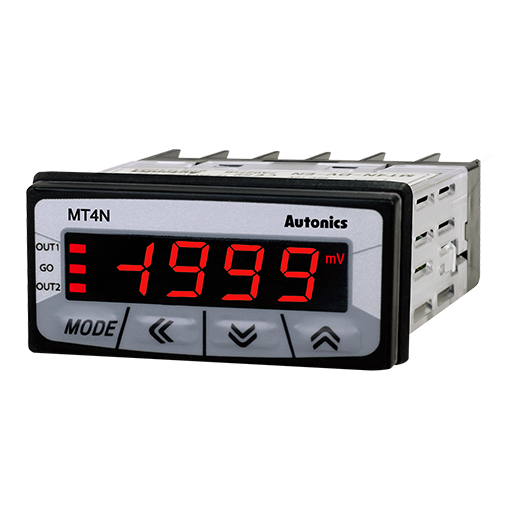 MT4N
Autonics
OUT1
GO
OUT2
-1999
mV
MODE